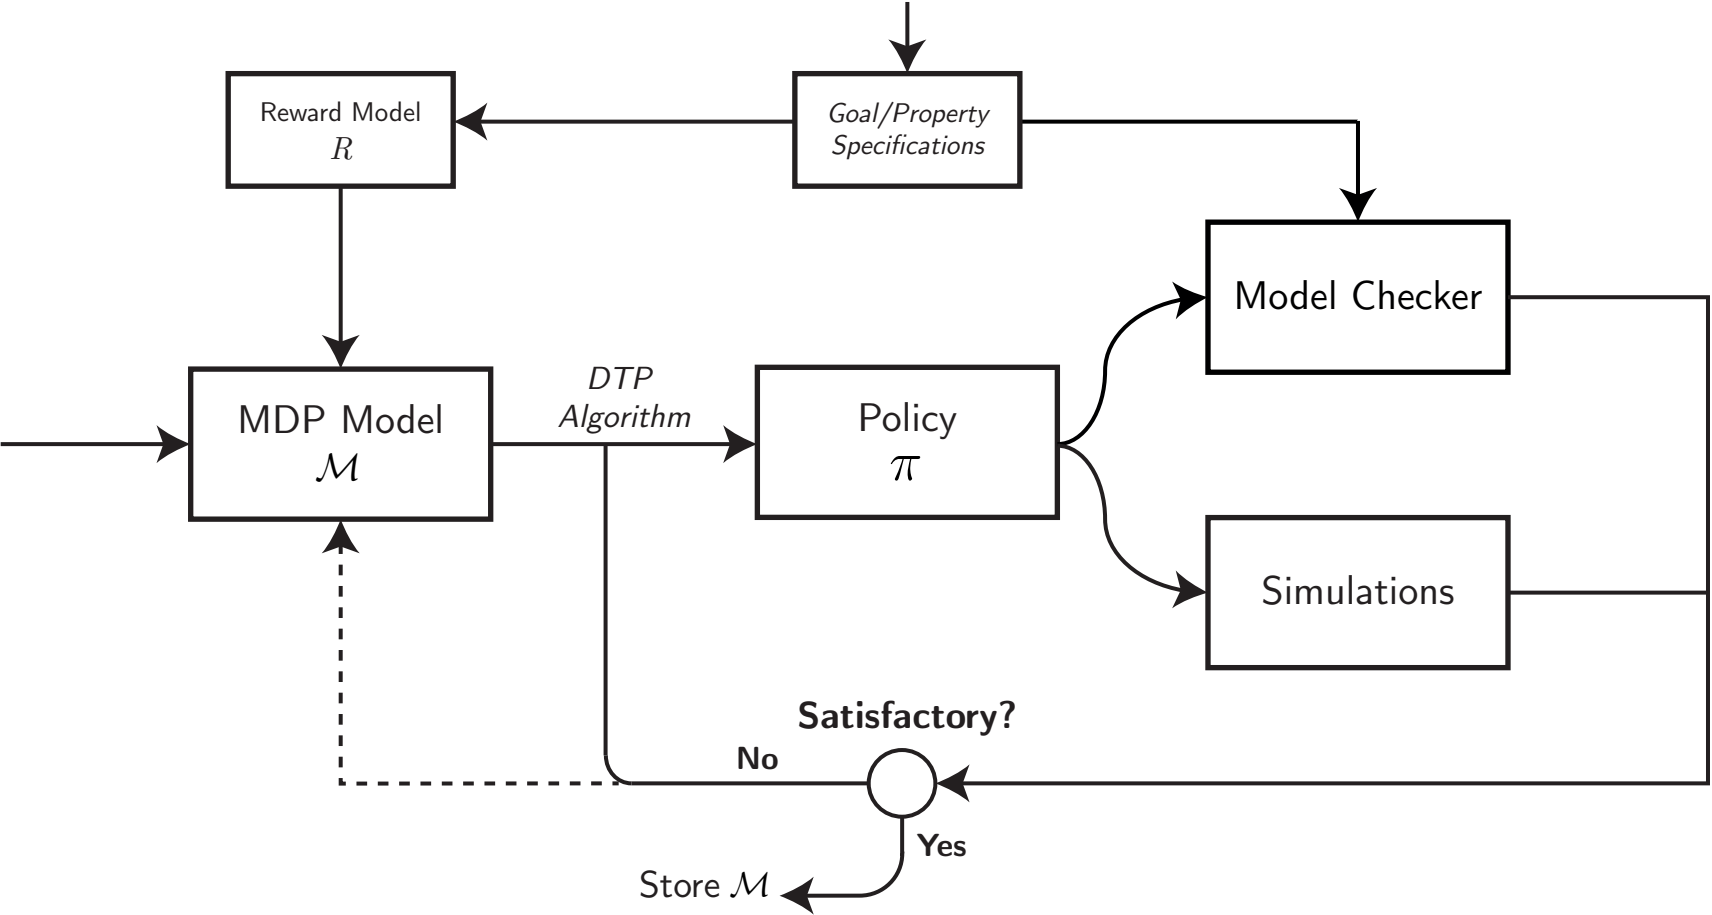 Reward Model
R
Goal/Property
Specifications
Model Checker
DTP
Algorithm
MDP Model
ℳ
Policy
π
Simulations
Satisfactory?
No
Yes
Store ℳ